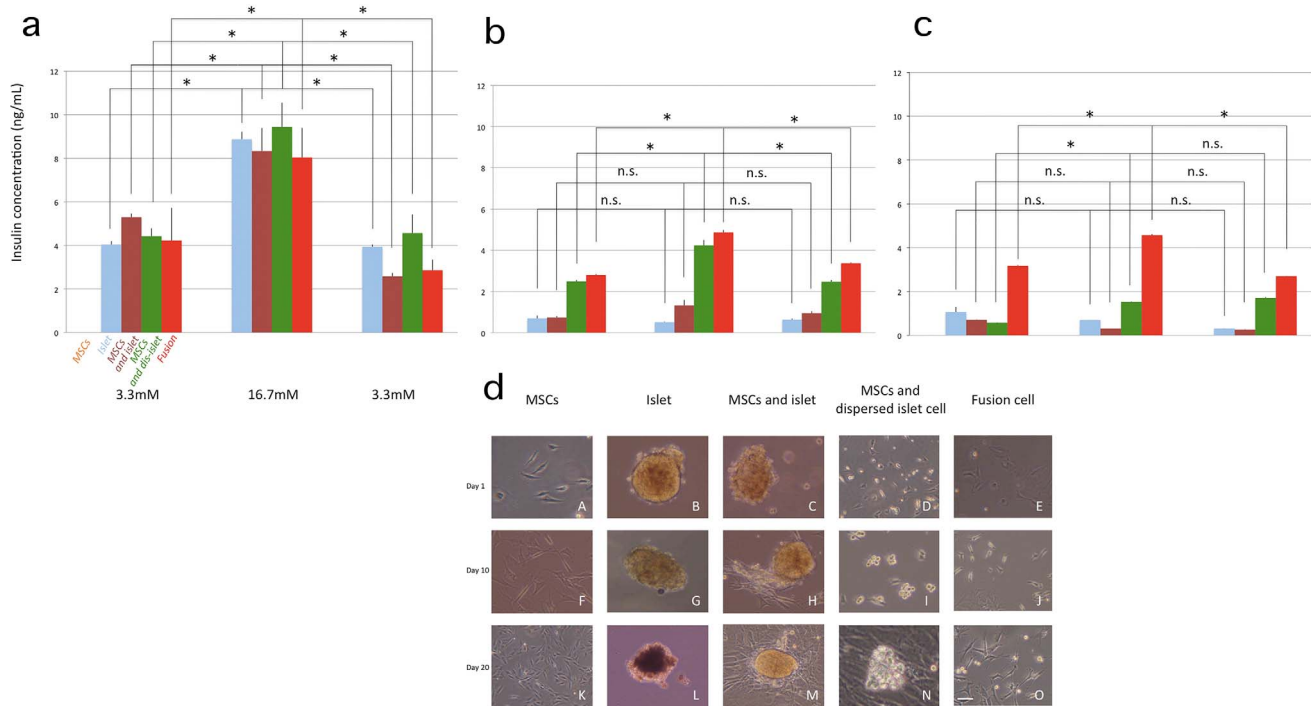 a
Insulin concentration (ng/mL)
*
*
*
*
*
*
*
*
12
10
8
6
4
2
0
MSCs
Islet
MSCs
and islet
MSCs
and dis-islet
Fusion
3.3mM
16.7mM
3.3mM
b
12
10
8
6
4
2
0
*
*
*
*
n.s.
n.s.
n.s.
n.s.
c
12
10
8
6
4
2
0
*
*
*
n.s.
n.s.
n.s.
n.s.
n.s.
d
MSCs
Islet
MSCs and islet
MSCs and
dispersed islet cell
Fusion cell
Day 1
A
B
C
D
E
Day 10
F
G
H
I
J
Day 20
K
L
M
N
O